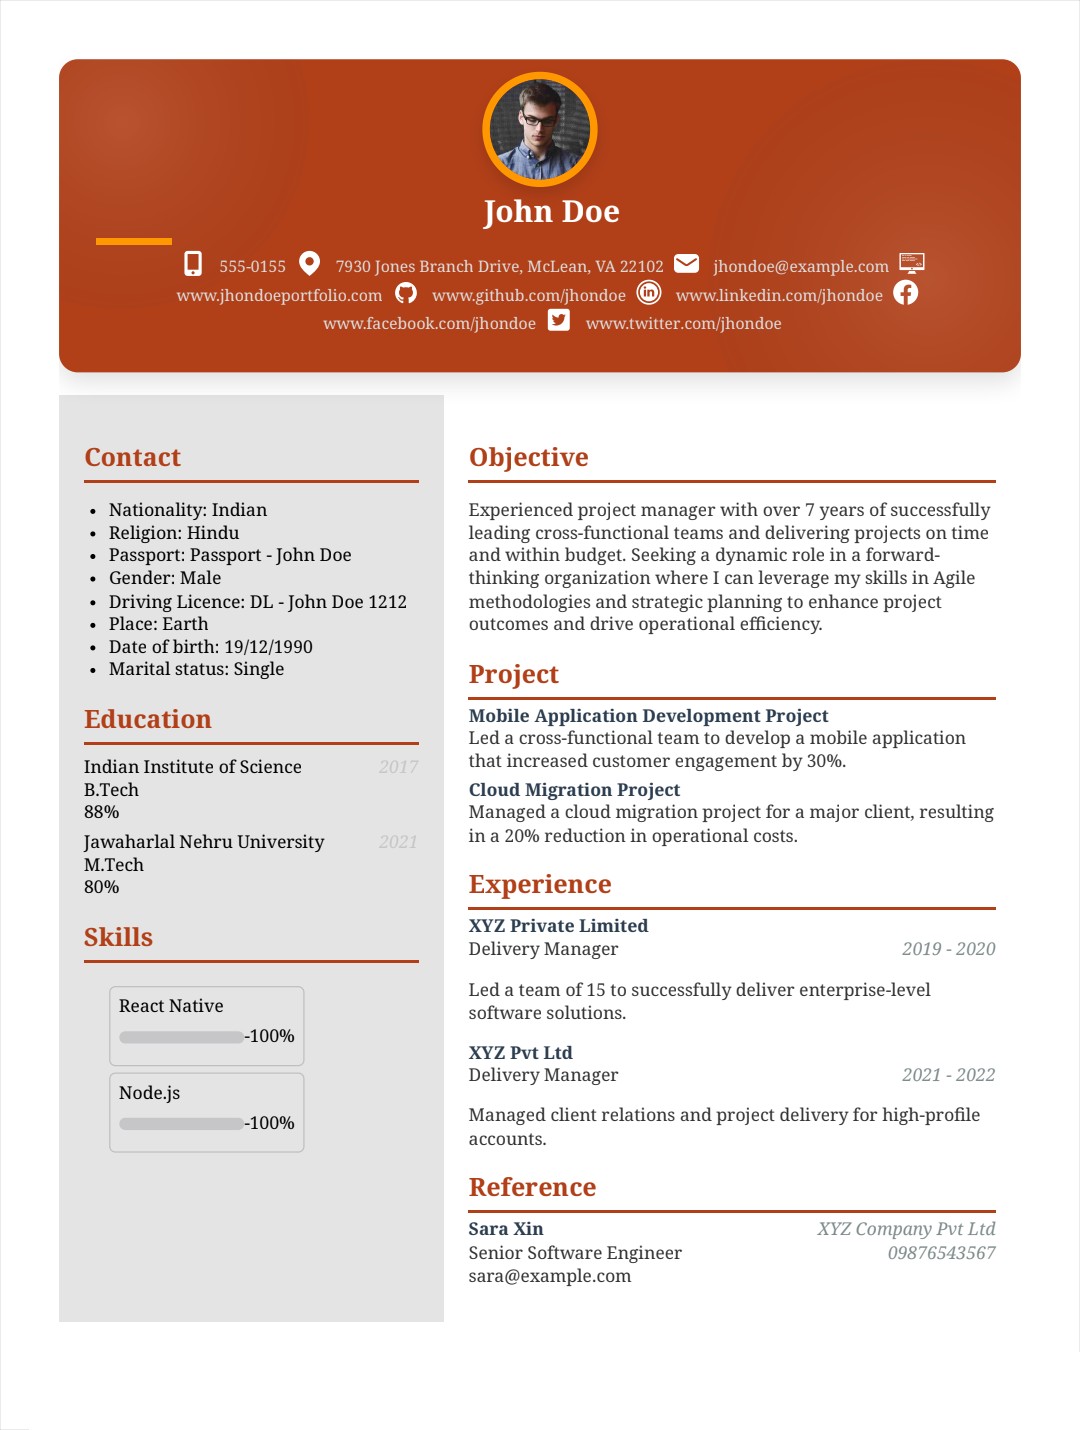 John Doe
555-0155 7930 Jones Branch Drive, McLean, VA 22102 jhondoe@example.com
www.jhondoeportfolio.com www.github.com/jhondoe www.linkedin.com/jhondoe
www.facebook.com/jhondoe www.twitter.com/jhondoe
Contact
• Nationality: Indian
• Religion: Hindu
• Passport: Passport - John Doe
• Gender: Male
• Driving Licence: DL - John Doe 1212
• Place: Earth
• Date of birth: 19/12/1990
• Marital status: Single
Education
Indian Institute of Science 2017
B.Tech
88%
Jawaharlal Nehru University 2021
M.Tech
80%
Skills
React Native
-100%
Node.js
-100%
Objective
Experienced project manager with over 7 years of successfully
leading cross-functional teams and delivering projects on time
and within budget. Seeking a dynamic role in a forward-
thinking organization where I can leverage my skills in Agile
methodologies and strategic planning to enhance project
outcomes and drive operational efficiency.
Project
Mobile Application Development Project
Led a cross-functional team to develop a mobile application
that increased customer engagement by 30%.
Cloud Migration Project
Managed a cloud migration project for a major client, resulting
in a 20% reduction in operational costs.
Experience
XYZ Private Limited
Delivery Manager 2019 - 2020
Led a team of 15 to successfully deliver enterprise-level
software solutions.
XYZ Pvt Ltd
Delivery Manager 2021 - 2022
Managed client relations and project delivery for high-profile
accounts.
Reference
Sara Xin XYZ Company Pvt Ltd
Senior Software Engineer 09876543567
sara@example.com